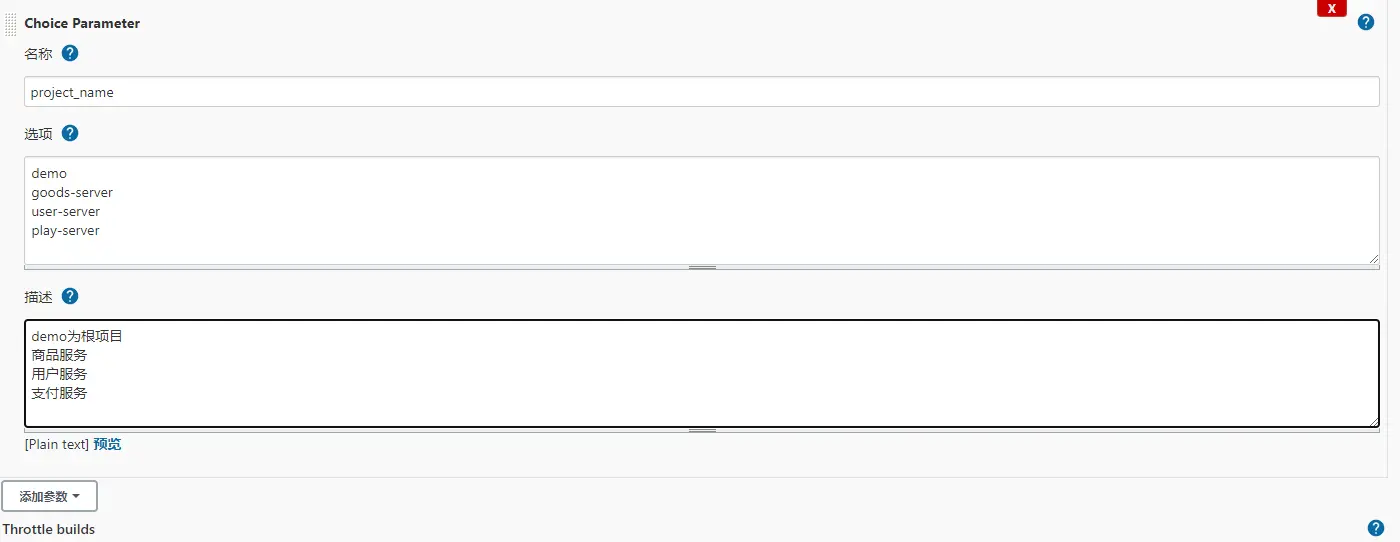 Choice Parameter
X
?
名称 ?
project_name
选项 ?
demo
goods-server
user-server
play-server
描述 ?
demo为根项目
商品服务
用户服务
支付服务
[Plain text] 预览
添加参数
Throttle builds
?